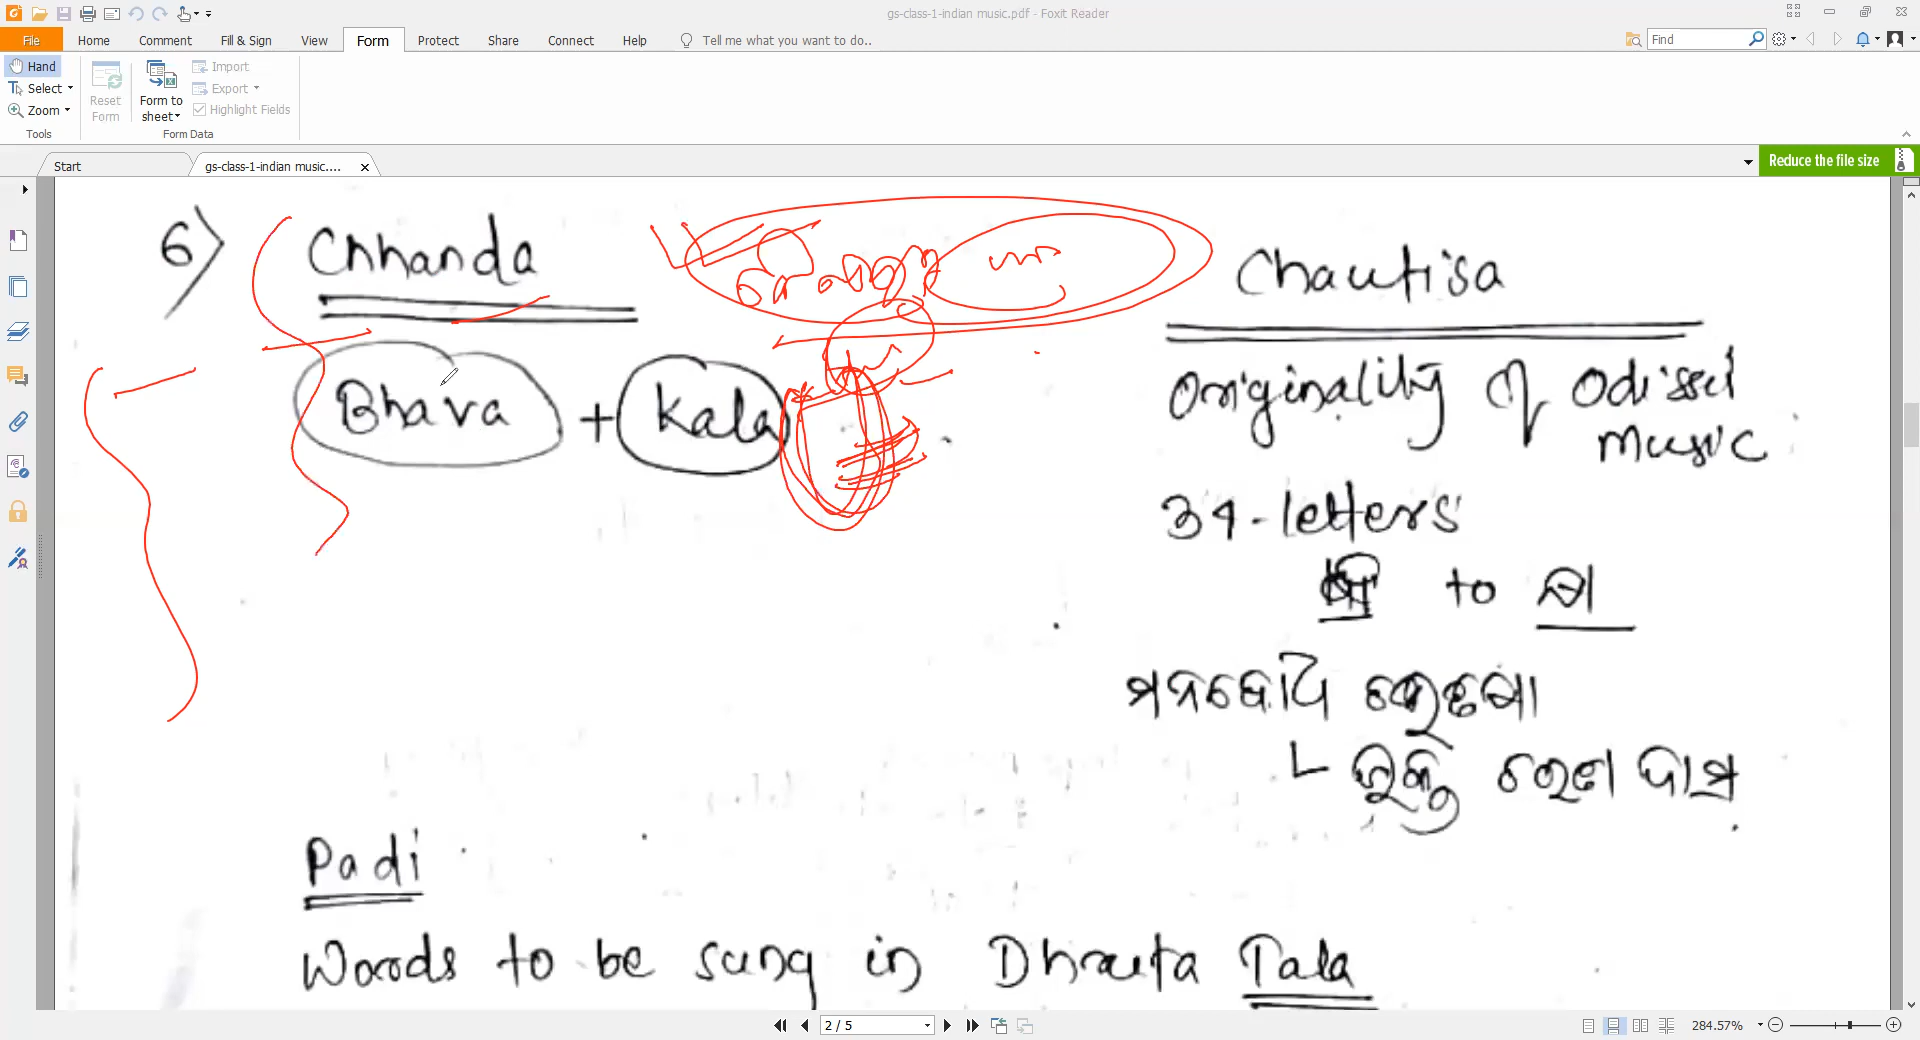 gs-class-1-indian music.pdf - Foxit Reader
File Home Comment Fill & Sign View Form Protect Share Connect Help Tell me what you want to do.. Find
Hand
Select
Zoom
Tools
Reset Form
Form to sheet
Import
Export
Highlight Fields
Form Data
Start
gs-class-1-indian music....
Reduce the file size
6) Chhanda
Bhava + Kala
Chautisa
Originality of Odissi
Music
34-letters
to
Padi
Words to be sung in Dhruta Tala
2 / 5
284.57%